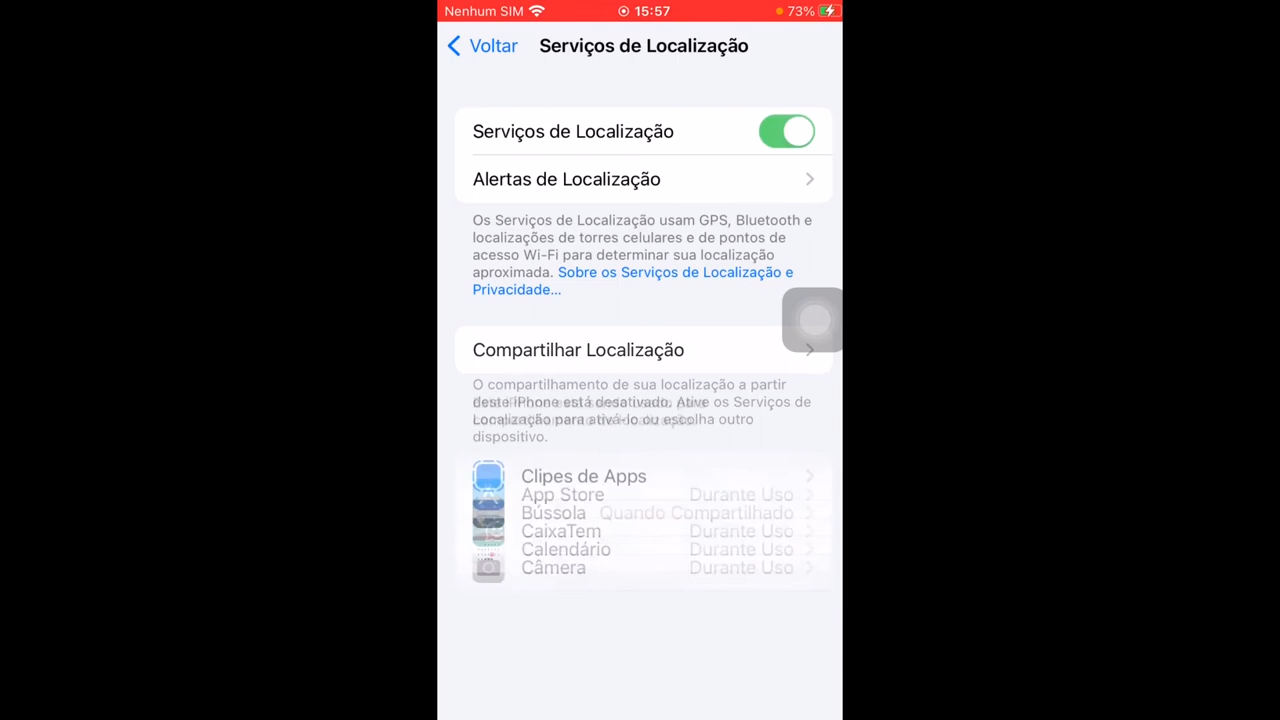 Nenhum SIM 15:57 73%
Voltar Serviços de Localização
Serviços de Localização
Alertas de Localização
Os Serviços de Localização usam GPS, Bluetooth e
localizações de torres celulares e de pontos de
acesso Wi-Fi para determinar sua localização
aproximada. Sobre os Serviços de Localização e
Privacidade...
Compartilhar Localização
O compartilhamento de sua localização a partir
deste iPhone está desativado. Ative os Serviços de
Localização para ativá-lo ou escolha outro
dispositivo.
Clipes de Apps
App Store Durante Uso
Bússola Quando Compartilhado
CaixaTem Durante Uso
Calendário Durante Uso
Câmera Durante Uso